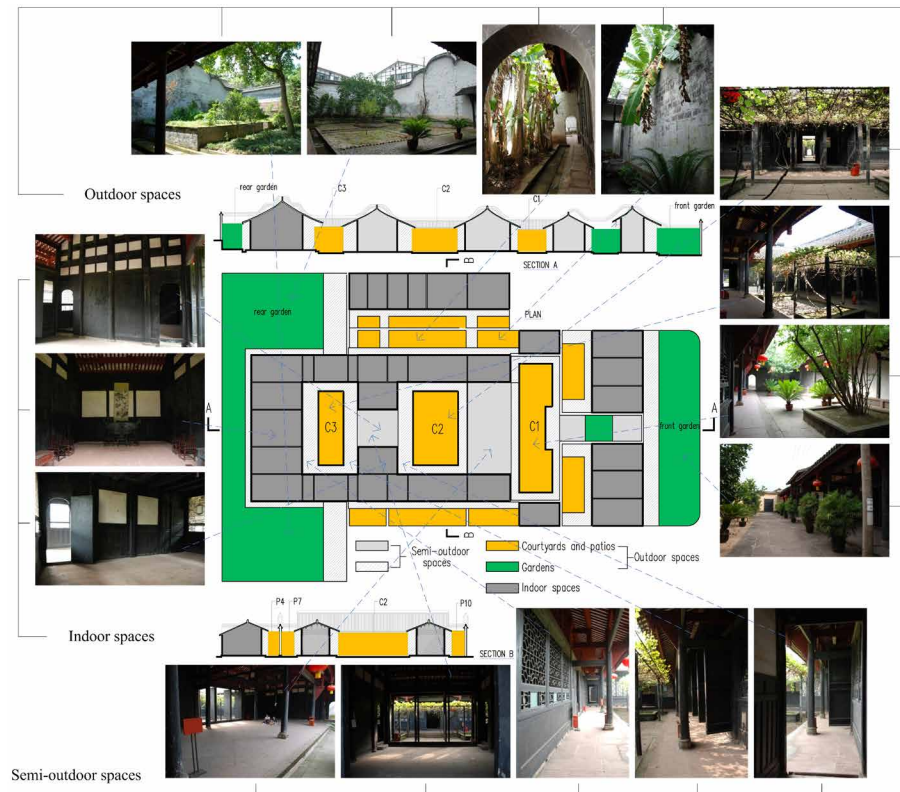 Outdoor spaces
rear garden
C3
C2
C1
front garden
SECTION A
B
PLAN
rear garden
A
C3
C2
C1
front garden
A
B
Semi-outdoor
spaces
Courtyards and patios
Gardens
Indoor spaces
Outdoor spaces
P4
P7
C2
P10
SECTION B
Indoor spaces
Semi-outdoor spaces